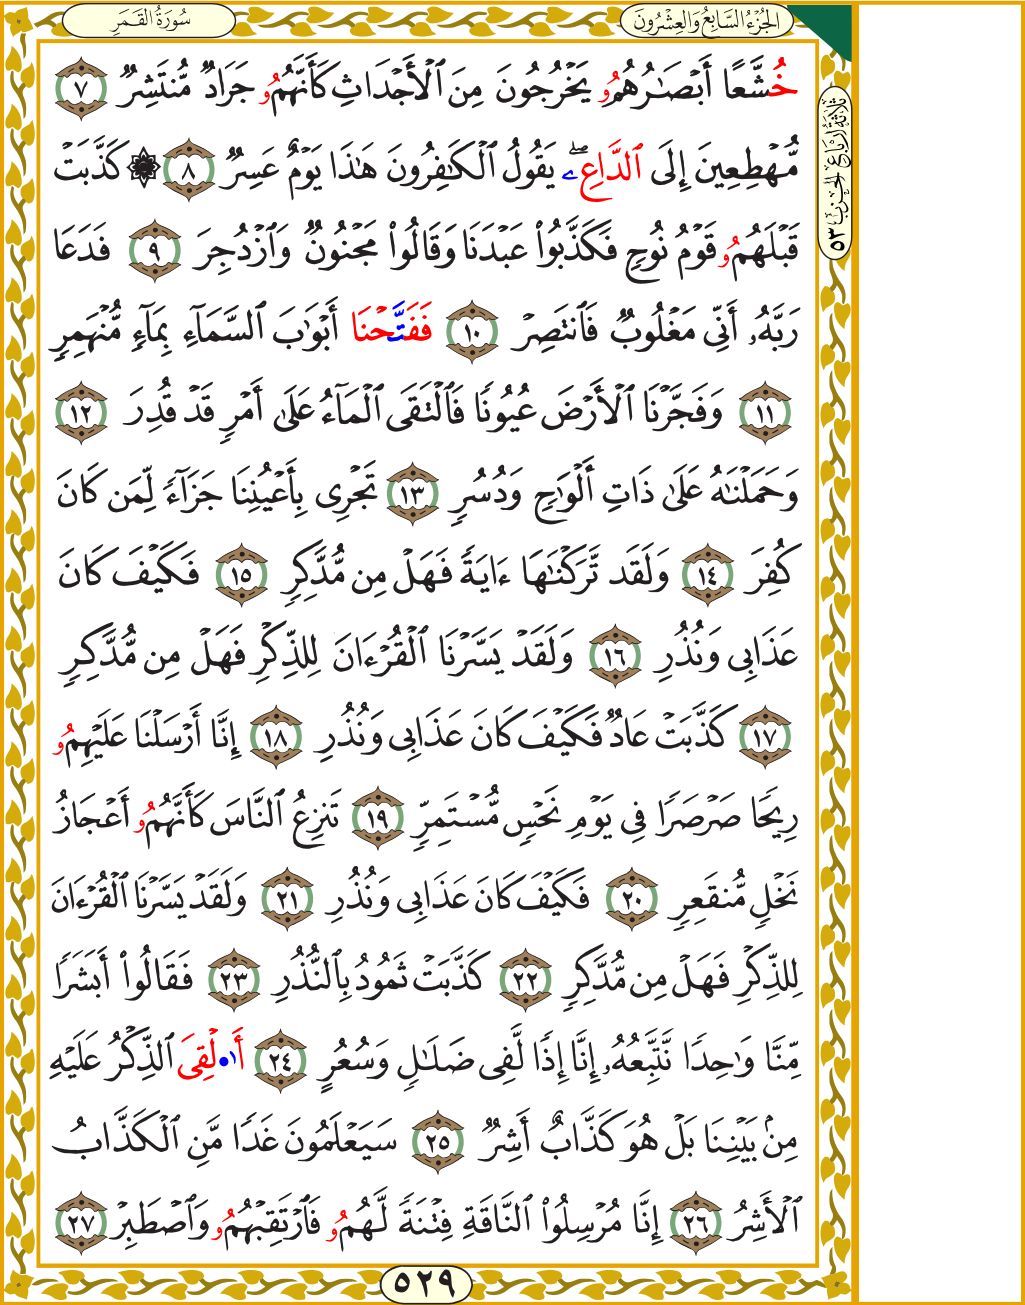 سُورَةُ القَمَرِ
الجُزْءُ السَّابِعُ وَالعِشْرُونَ
ثَلَاثَةُ أَرْبَاعِ الحِزْبِ ٥٣
خُشَّعًا أَبۡصَٰرُهُمُۥ يَخۡرُجُونَ مِنَ ٱلۡأَجۡدَاثِ كَأَنَّهُمُۥ جَرَادٞ مُّنتَشِرٞ ٧
مُّهۡطِعِينَ إِلَى ٱلدَّاعِۦٓ يَقُولُ ٱلۡكَٰفِرُونَ هَٰذَا يَوۡمٌ عَسِرٞ ٨ ۞ كَذَّبَتۡ
قَبۡلَهُمُۥ قَوۡمُ نُوحٖ فَكَذَّبُواْ عَبۡدَنَا وَقَالُواْ مَجۡنُونٞ وَٱزۡدُجِرَ ٩ فَدَعَا
رَبَّهُۥ أَنِّي مَغۡلُوبٞ فَٱنتَصِرۡ ١٠ فَفَتَّحۡنَا أَبۡوَٰبَ ٱلسَّمَآءِ بِمَآءٖ مُّنۡهَمِرٖ
١١ وَفَجَّرۡنَا ٱلۡأَرۡضَ عُيُونٗا فَٱلۡتَقَى ٱلۡمَآءُ عَلَىٰٓ أَمۡرٖ قَدۡ قُدِرَ ١٢
وَحَمَلۡنَٰهُ عَلَىٰ ذَاتِ أَلۡوَٰحٖ وَدُسُرٖ ١٣ تَجۡرِي بِأَعۡيُنِنَا جَزَآءٗ لِّمَن كَانَ
كُفِرَ ١٤ وَلَقَد تَّرَكۡنَٰهَا ءَايَةٗ فَهَلۡ مِن مُّدَّكِرٖ ١٥ فَكَيۡفَ كَانَ
عَذَابِي وَنُذُرِ ١٦ وَلَقَدۡ يَسَّرۡنَا ٱلۡقُرۡءَانَ لِلذِّكۡرِ فَهَلۡ مِن مُّدَّكِرٖ
١٧ كَذَّبَتۡ عَادٞ فَكَيۡفَ كَانَ عَذَابِي وَنُذُرِ ١٨ إِنَّا أَرۡسَلۡنَا عَلَيۡهِمُۥ
رِيحٗا صَرۡصَرٗا فِي يَوۡمِ نَحۡسٖ مُّسۡتَمِرّٖ ١٩ تَنزِعُ ٱلنَّاسَ كَأَنَّهُمُۥ أَعۡجَازُ
نَخۡلٖ مُّنقَعِرٖ ٢٠ فَكَيۡفَ كَانَ عَذَابِي وَنُذُرِ ٢١ وَلَقَدۡ يَسَّرۡنَا ٱلۡقُرۡءَانَ
لِلذِّكۡرِ فَهَلۡ مِن مُّدَّكِرٖ ٢٢ كَذَّبَتۡ ثَمُودُ بِٱلنُّذُرِ ٢٣ فَقَالُواْ أَبَشَرٗا
مِّنَّا وَٰحِدٗا نَّتَّبِعُهُۥ إِنَّا إِذٗا لَّفِي ضَلَٰلٖ وَسُعُرٍ ٢٤ أَ۟ا۬لۡقِيَ ٱلذِّكۡرُ عَلَيۡهِ
مِنۢ بَيۡنِنَا بَلۡ هُوَ كَذَّابٌ أَشِرٞ ٢٥ سَيَعۡلَمُونَ غَدٗا مَّنِ ٱلۡكَذَّابُ
ٱلۡأَشِرُ ٢٦ إِنَّا مُرۡسِلُواْ ٱلنَّاقَةِ فِتۡنَةٗ لَّهُمُۥ فَٱرۡتَقِبۡهُمُۥ وَٱصۡطَبِرۡ ٢٧
٥٢٩